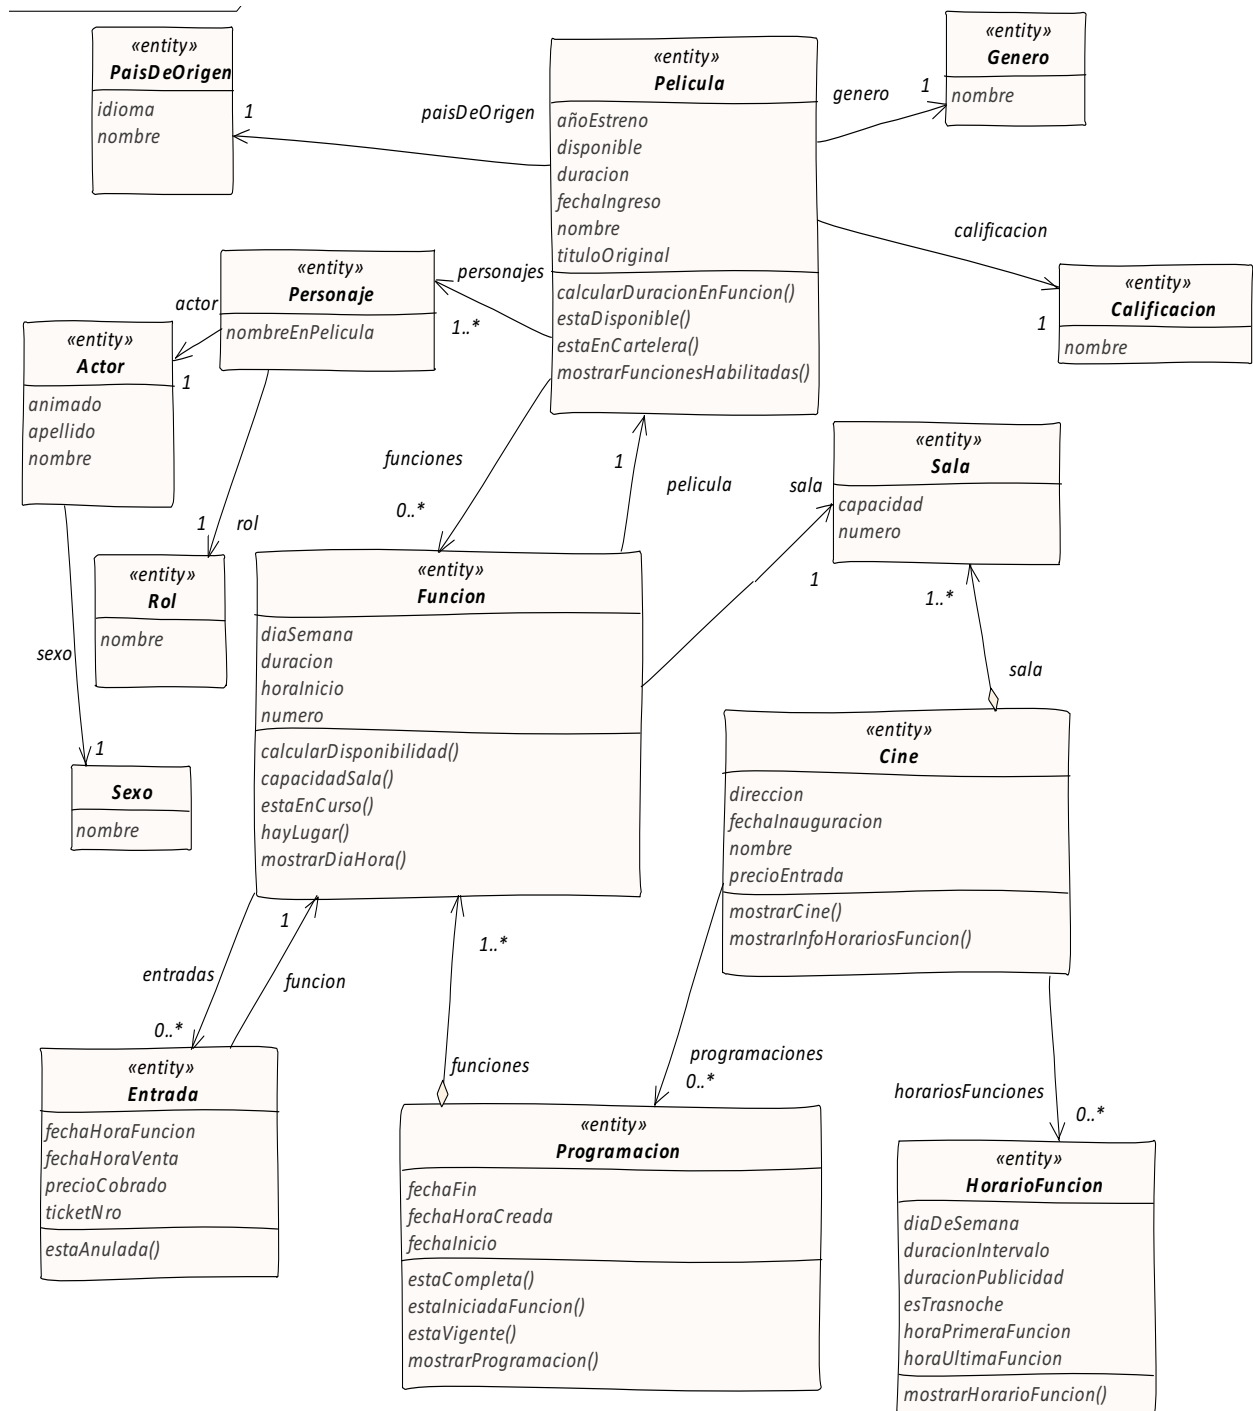 «entity»
PaisDeOrigen
idioma
nombre
1
paisDeOrigen
«entity»
Pelicula
añoEstreno
disponible
duracion
fechaIngreso
nombre
tituloOriginal
calcularDuracionEnFuncion()
estaDisponible()
estaEnCartelera()
mostrarFuncionesHabilitadas()
genero
1
«entity»
Genero
nombre
calificacion
1
«entity»
Calificacion
nombre
«entity»
Personaje
nombreEnPelicula
personajes
1..*
actor
1
«entity»
Actor
animado
apellido
nombre
1
rol
«entity»
Rol
nombre
sexo
1
Sexo
nombre
funciones
0..*
1
pelicula
sala
1
«entity»
Sala
capacidad
numero
1..*
sala
«entity»
Funcion
diaSemana
duracion
horaInicio
numero
calcularDisponibilidad()
capacidadSala()
estaEnCurso()
hayLugar()
mostrarDiaHora()
«entity»
Cine
direccion
fechaInauguracion
nombre
precioEntrada
mostrarCine()
mostrarInfoHorariosFuncion()
entradas
0..*
1
funcion
1..*
funciones
programaciones
0..*
horariosFunciones
0..*
«entity»
Entrada
fechaHoraFuncion
fechaHoraVenta
precioCobrado
ticketNro
estaAnulada()
«entity»
Programacion
fechaFin
fechaHoraCreada
fechaInicio
estaCompleta()
estaIniciadaFuncion()
estaVigente()
mostrarProgramacion()
«entity»
HorarioFuncion
diaDeSemana
duracionIntervalo
duracionPublicidad
esTrasnoche
horaPrimeraFuncion
horaUltimaFuncion
mostrarHorarioFuncion()